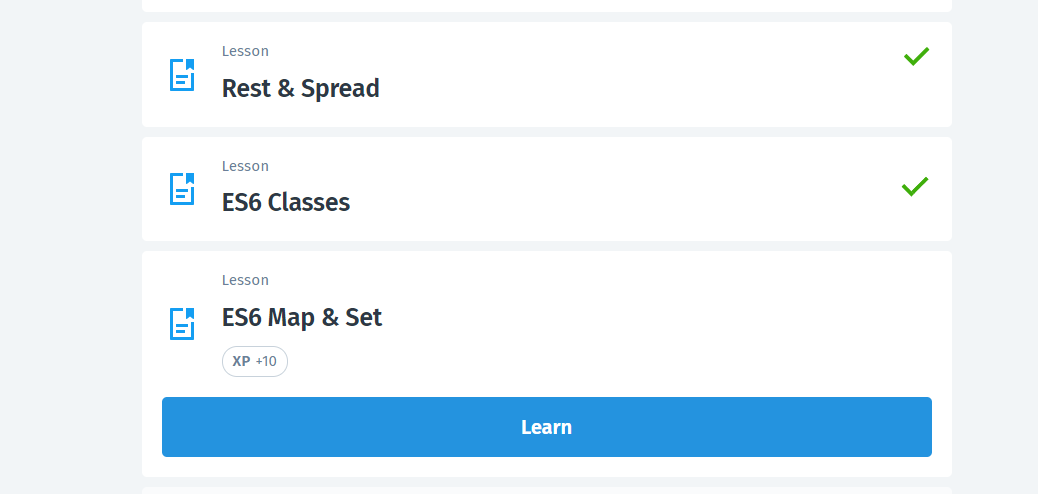 Lesson
Rest & Spread
Lesson
ES6 Classes
Lesson
ES6 Map & Set
XP +10
Learn